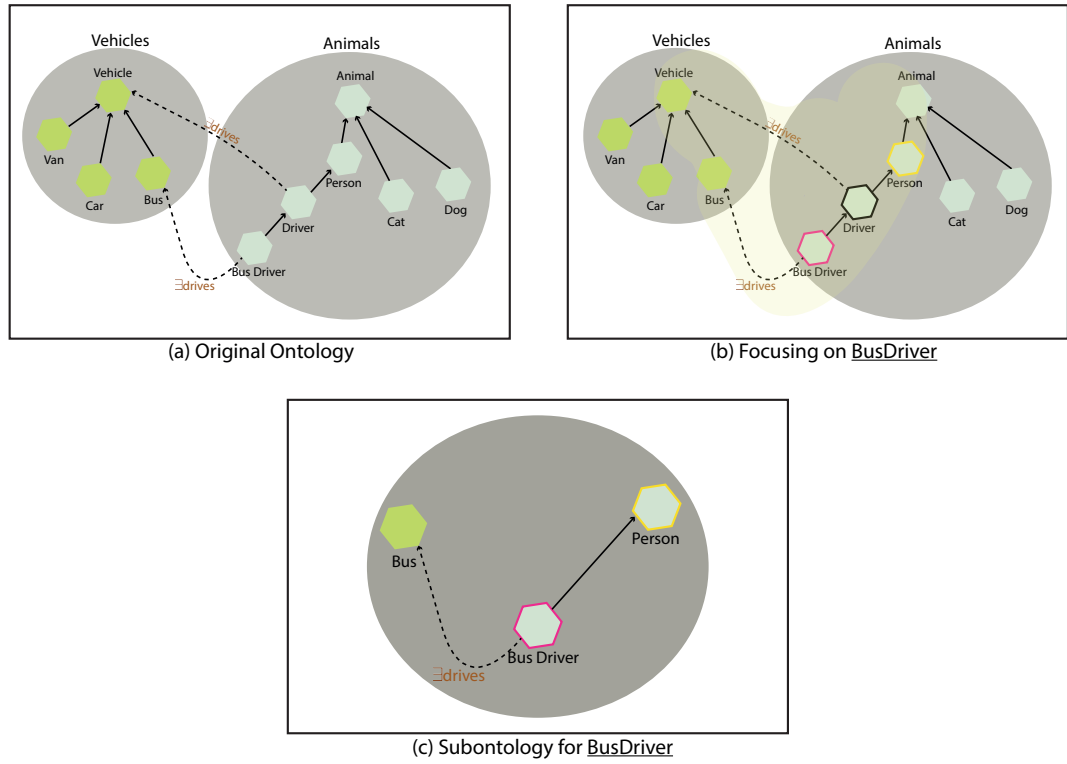 Vehicles
Animals
Vehicle
Animal
∃drives
Van
Person
Car
Bus
Cat
Dog
Driver
Bus Driver
∃drives
(a) Original Ontology
Vehicles
Animals
Vehicle
Animal
∃drives
Van
Person
Car
Bus
Cat
Dog
Driver
Bus Driver
∃drives
(b) Focusing on BusDriver
Bus
Person
Bus Driver
∃drives
(c) Subontology for BusDriver